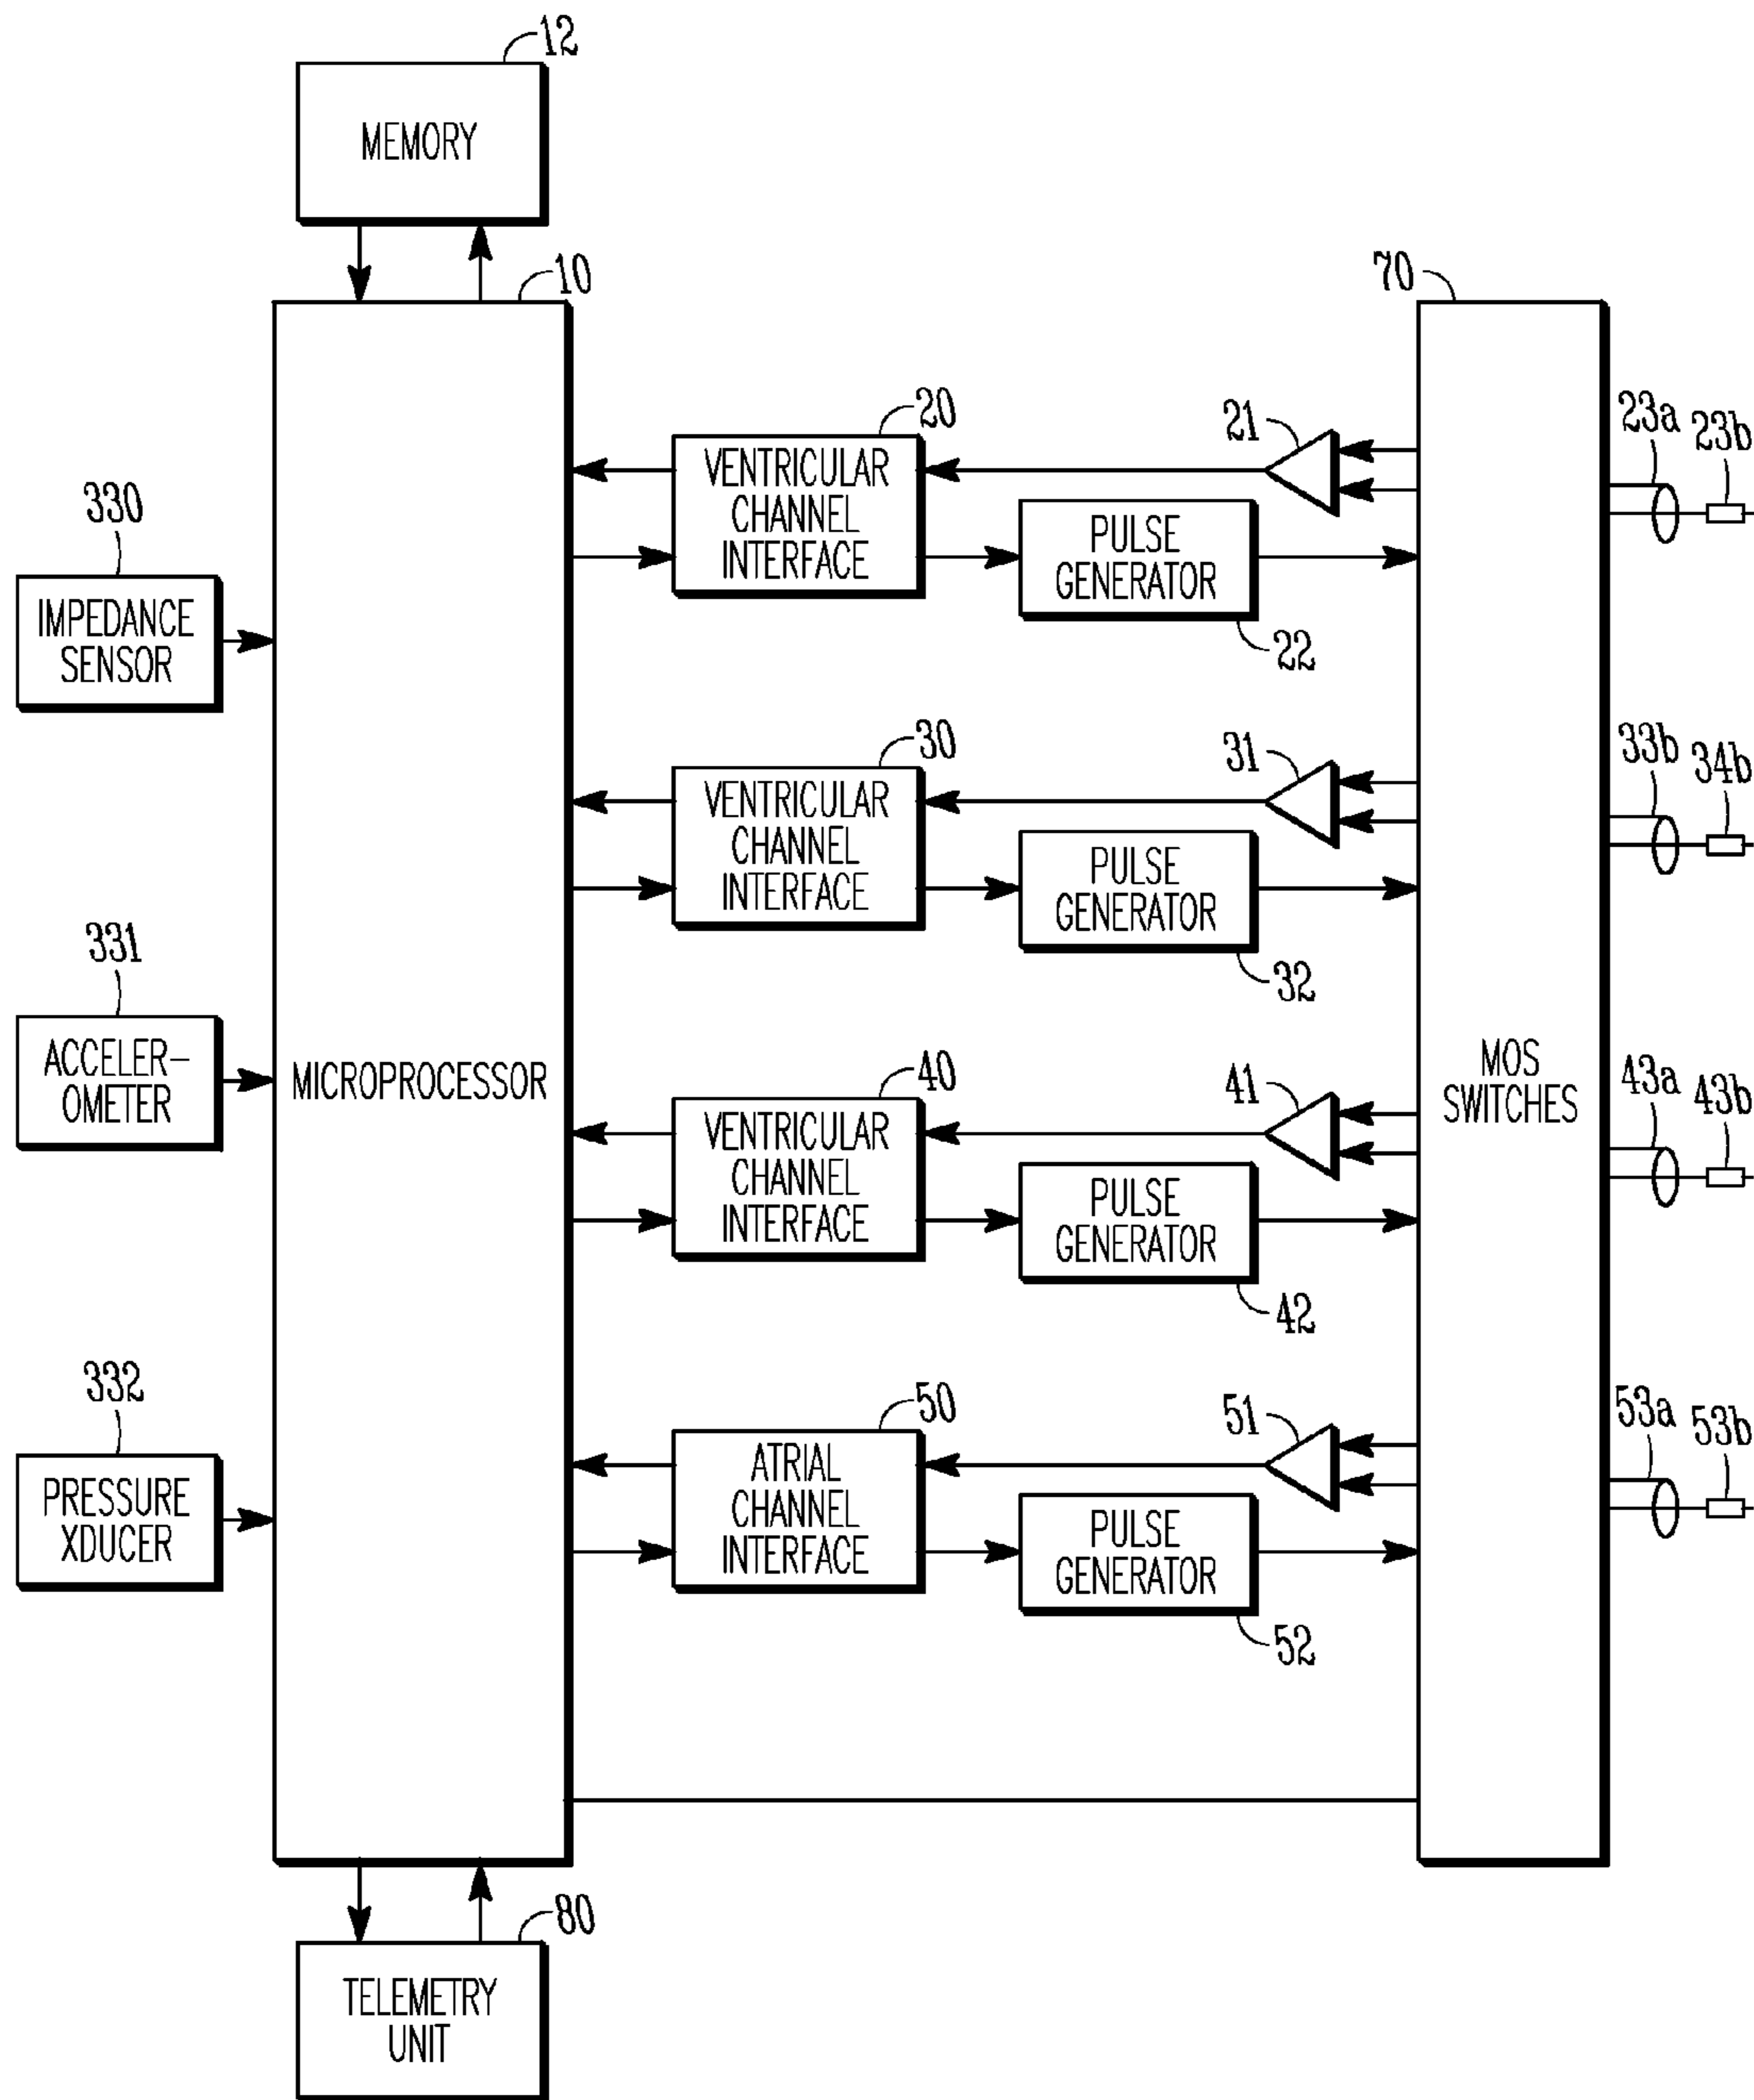 12
MEMORY
10
70
20
21
23a
23b
VENTRICULAR
CHANNEL
INTERFACE
PULSE
GENERATOR
22
330
IMPEDANCE
SENSOR
30
31
33b
34b
VENTRICULAR
CHANNEL
INTERFACE
PULSE
GENERATOR
32
331
ACCELER-
OMETER
MICROPROCESSOR
MOS
SWITCHES
40
41
43a
43b
VENTRICULAR
CHANNEL
INTERFACE
PULSE
GENERATOR
42
332
PRESSURE
XDUCER
50
51
53a
53b
ATRIAL
CHANNEL
INTERFACE
PULSE
GENERATOR
52
80
TELEMETRY
UNIT